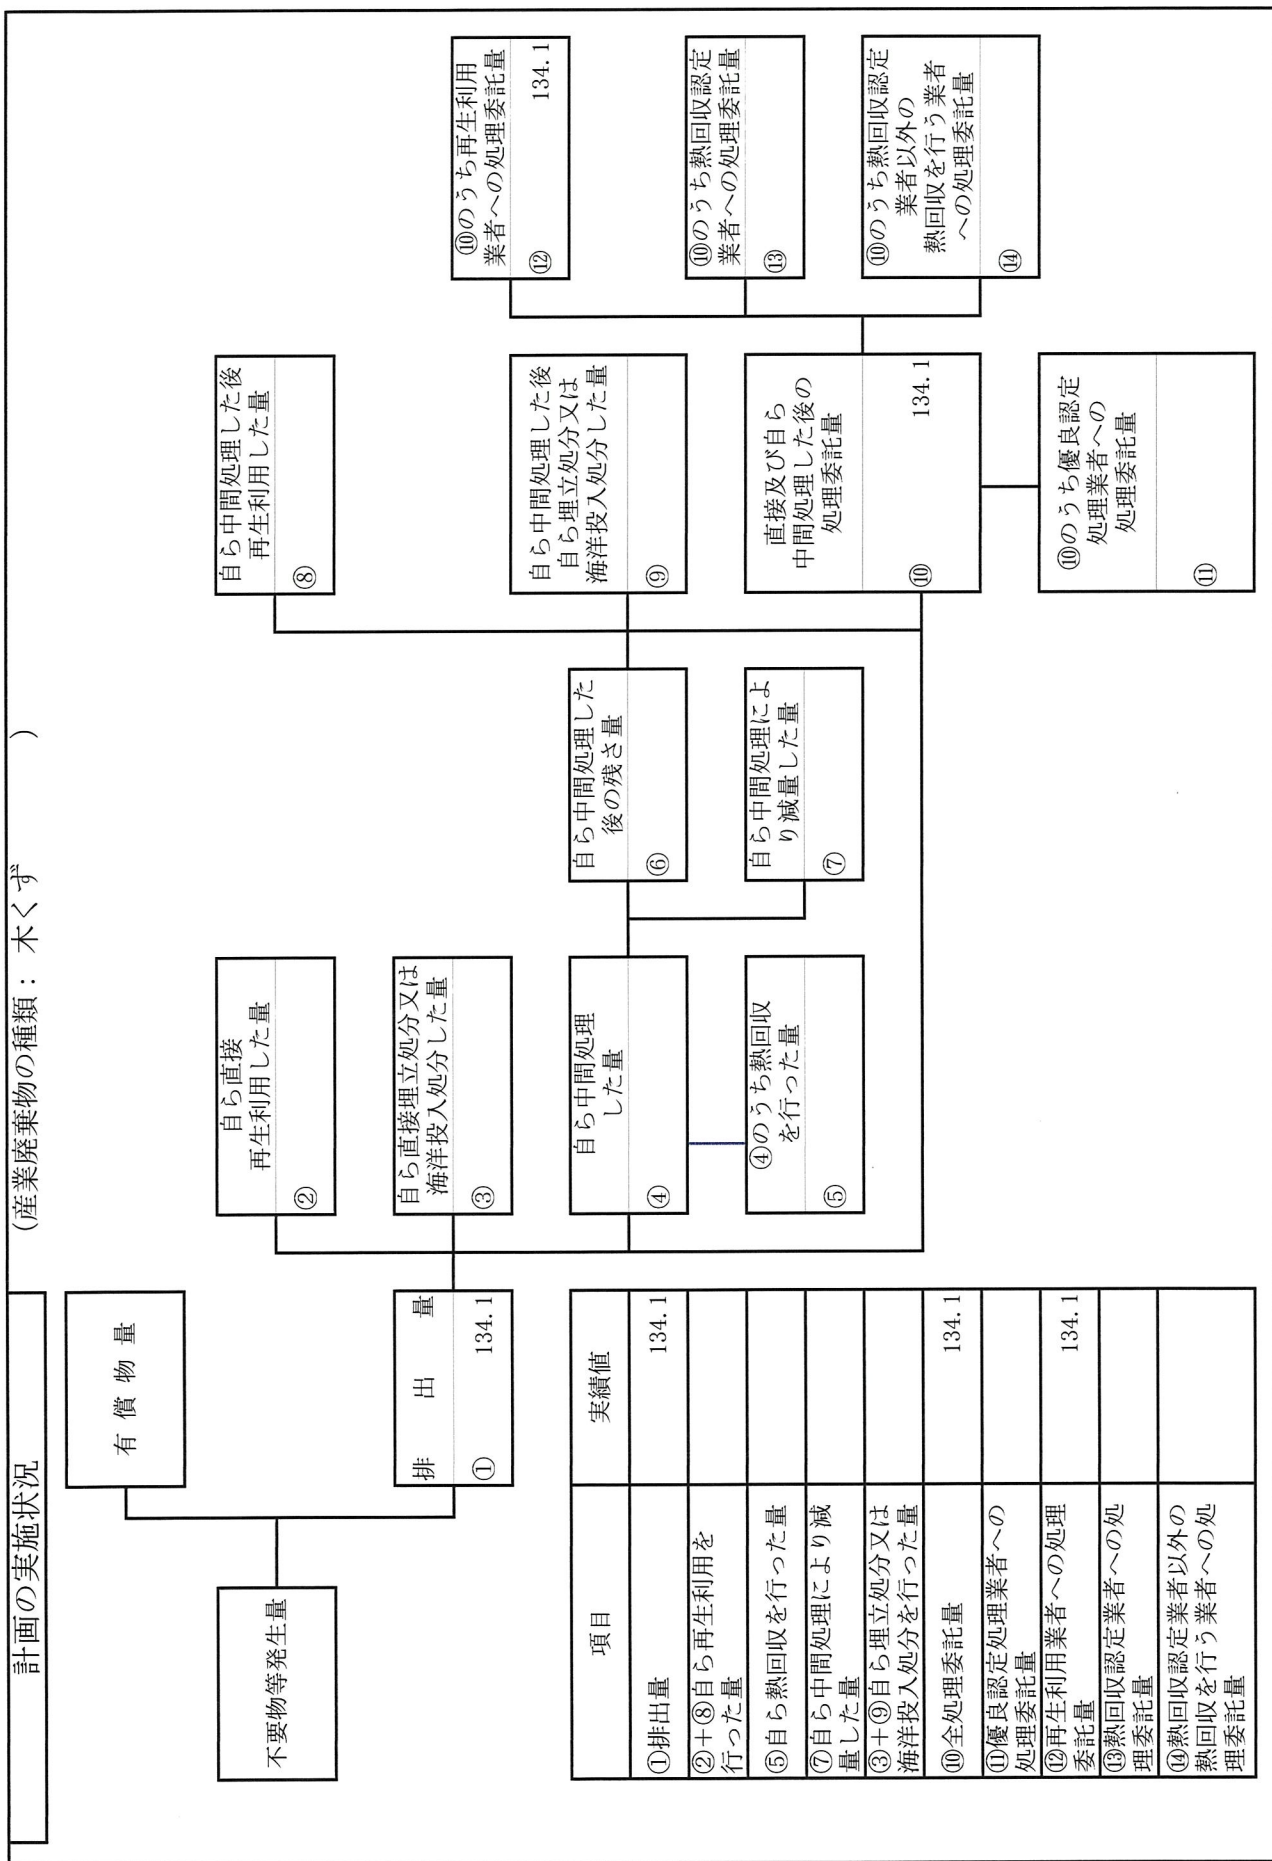 計画の実施状況
(産業廃棄物の種類： 木くず )
不要物等発生量
有 償 物 量
排 出 量
① 134.1
自ら直接
再生利用した量
②
自ら直接埋立処分又は
海洋投入処分した量
③
自ら中間処理
した量
④
④のうち熱回収
を行った量
⑤
自ら中間処理した
後の残さ量
⑥
自ら中間処理によ
り減量した量
⑦
自ら中間処理した後
再生利用した量
⑧
自ら中間処理した後
自ら埋立処分又は
海洋投入処分した量
⑨
直接及び自ら
中間処理した後の
処理委託量
⑩ 134.1
⑩のうち優良認定
処理業者への
処理委託量
⑪
⑩のうち再生利用
業者への処理委託量
⑫ 134.1
⑩のうち熱回収認定
業者への処理委託量
⑬
⑩のうち熱回収認定
業者以外の
熱回収を行う業者
への処理委託量
⑭
項目 実績値
①排出量 134.1
②+⑧自ら再生利用を
行った量
⑤自ら熱回収を行った量
⑦自ら中間処理により減
量した量
③+⑨自ら埋立処分又は
海洋投入処分を行った量
⑩全処理委託量 134.1
⑪優良認定処理業者への
処理委託量
⑫再生利用業者への処理
委託量 134.1
⑬熱回収認定業者への処
理委託量
⑭熱回収認定業者以外の
熱回収を行う業者への処
理委託量